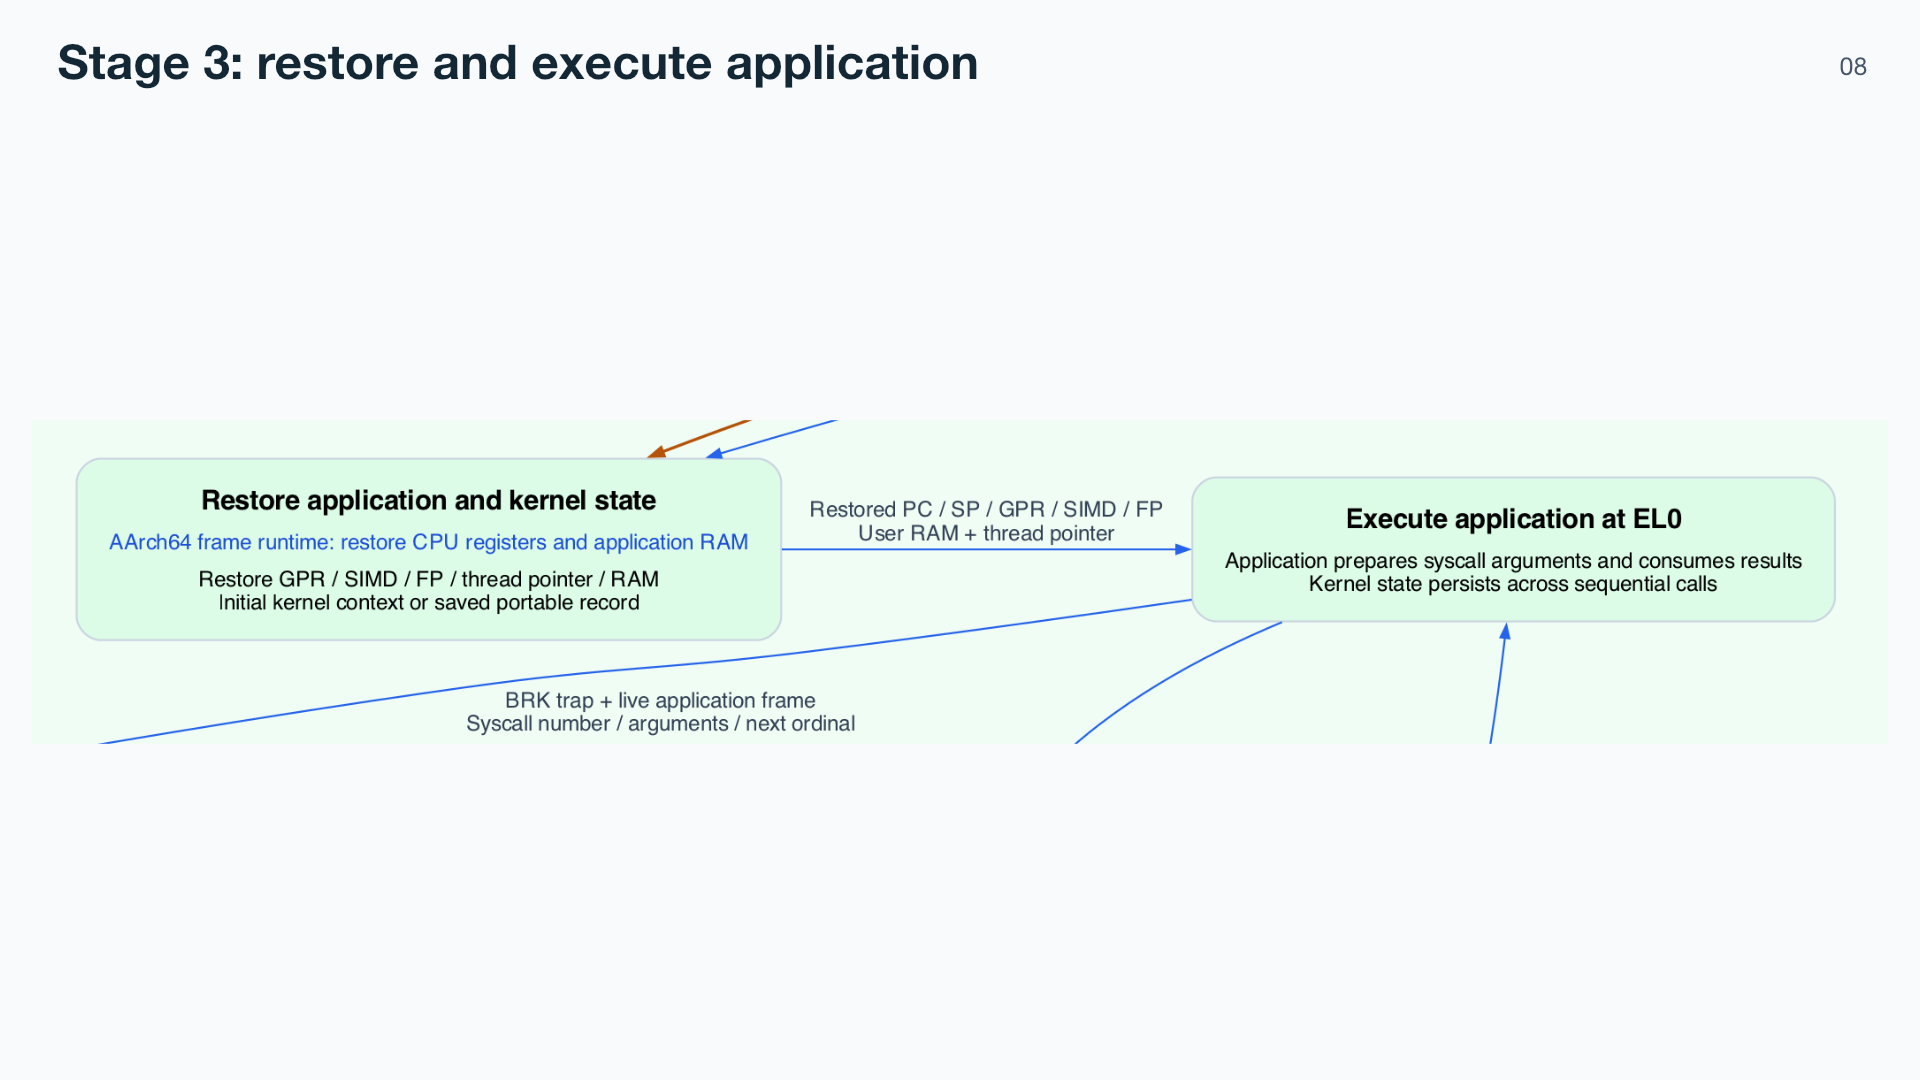 Stage 3: restore and execute application
08
Restore application and kernel state
AArch64 frame runtime: restore CPU registers and application RAM
Restore GPR / SIMD / FP / thread pointer / RAM
Initial kernel context or saved portable record
Restored PC / SP / GPR / SIMD / FP
User RAM + thread pointer
Execute application at EL0
Application prepares syscall arguments and consumes results
Kernel state persists across sequential calls
BRK trap + live application frame
Syscall number / arguments / next ordinal